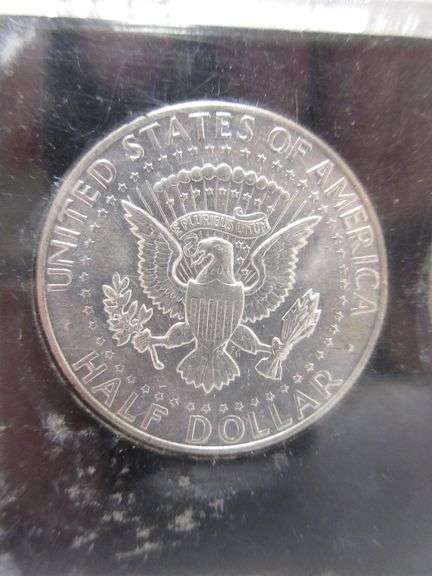 UNITED STATES OF AMERICA
E PLURIBUS UNUM
HALF DOLLAR